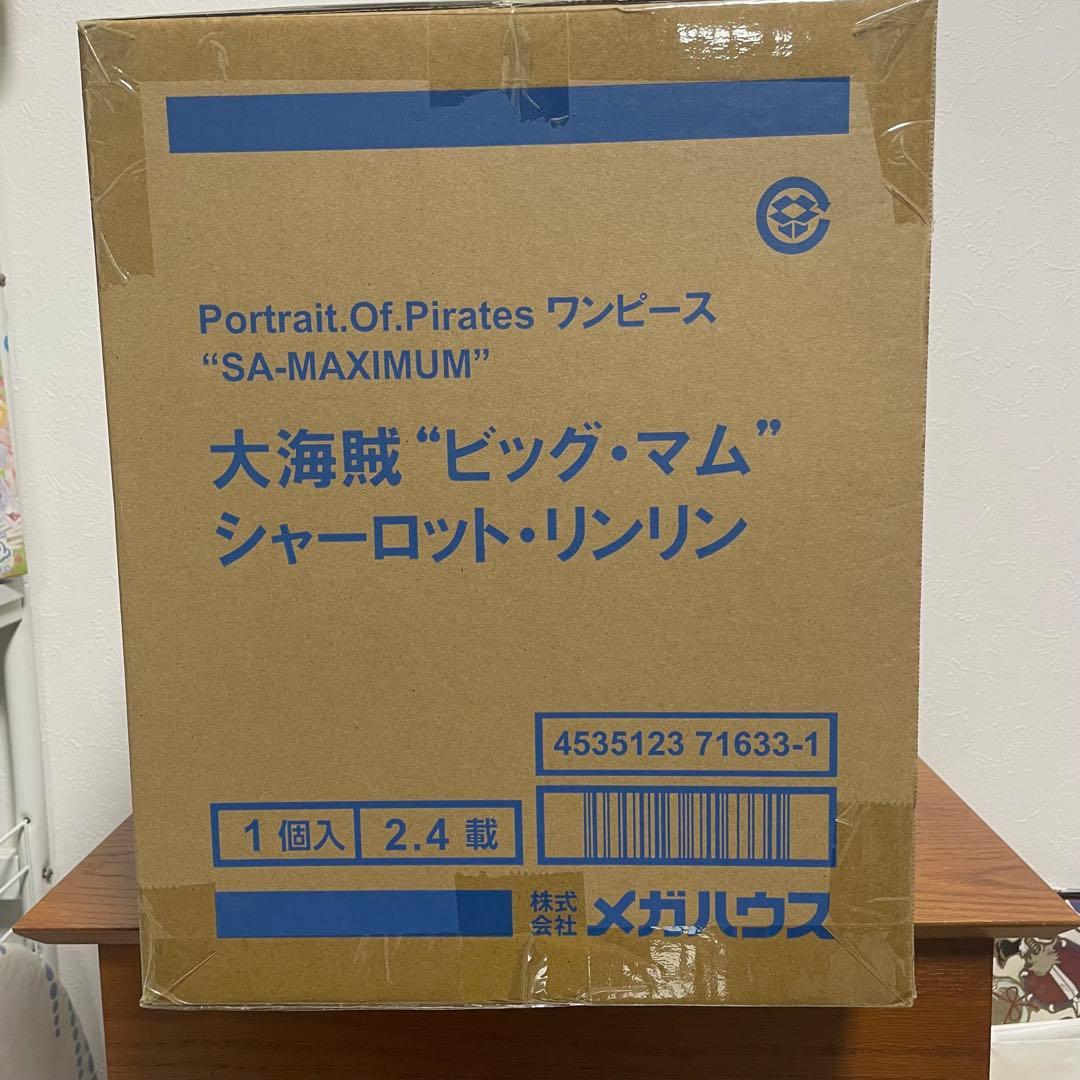 Portrait.Of.Pirates ワンピース
“SA-MAXIMUM”
大海賊“ビッグ・マム”
シャーロット・リンリン
4535123 71633-1
1個入
2.4 載
株式会社 メガハウス